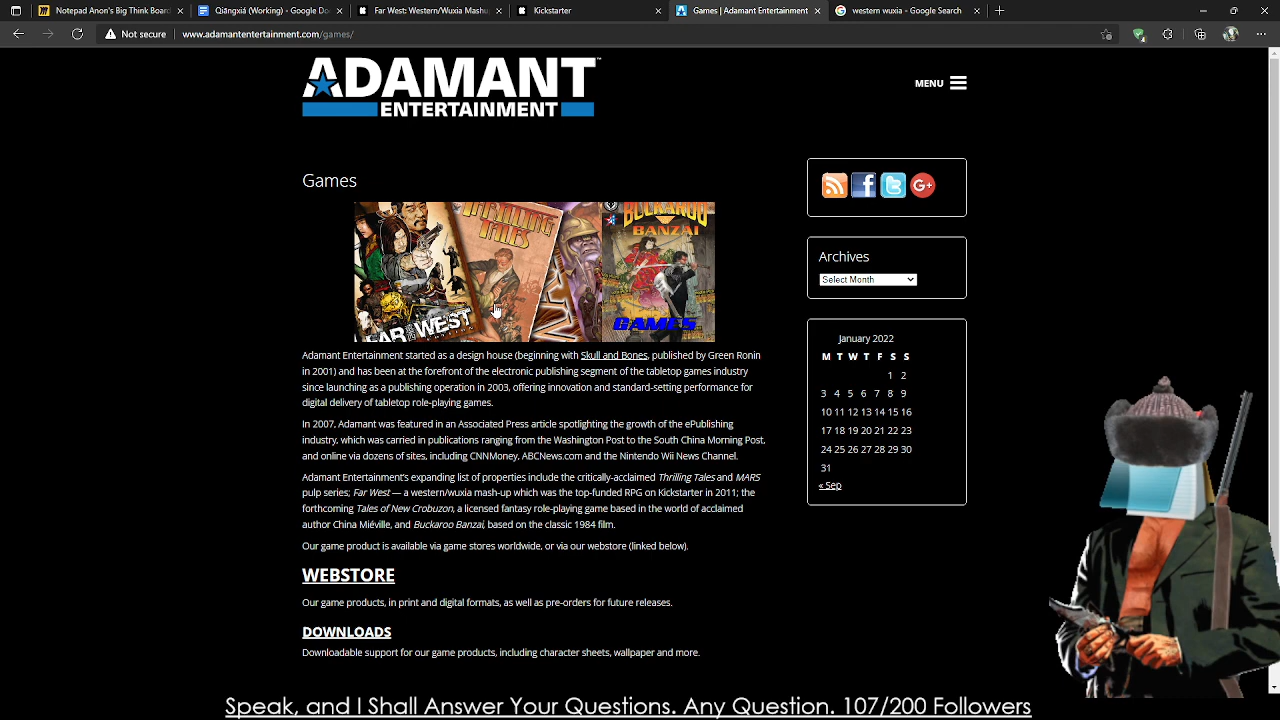 Notepad Anon's Big Think Board
Qiāngxiá (Working) - Google Do
Far West: Western/Wuxia Mashu
Kickstarter
Games | Adamant Entertainment
western wuxia - Google Search
Not secure
www.adamantentertainment.com/games/
ADAMANT
ENTERTAINMENT
MENU
Games
FAR WEST
THRILLING
TALES
BUCKAROO
BANZAI
GAMES
Adamant Entertainment started as a design house (beginning with Skull and Bones, published by Green Ronin
in 2001) and has been at the forefront of the electronic publishing segment of the tabletop games industry
since launching as a publishing operation in 2003, offering innovation and standard-setting performance for
digital delivery of tabletop role-playing games.
In 2007, Adamant was featured in an Associated Press article spotlighting the growth of the ePublishing
industry, which was carried in publications ranging from the Washington Post to the South China Morning Post,
and online via dozens of sites, including CNNMoney, ABCNews.com and the Nintendo Wii News Channel.
Adamant Entertainment's expanding list of properties include the critically-acclaimed Thrilling Tales and MARS
pulp series; Far West — a western/wuxia mash-up which was the top-funded RPG on Kickstarter in 2011; the
forthcoming Tales of New Crobuzon, a licensed fantasy role-playing game based in the world of acclaimed
author China Miéville, and Buckaroo Banzai, based on the classic 1984 film.
Our game product is available via game stores worldwide, or via our webstore (linked below).
WEBSTORE
Our game products, in print and digital formats, as well as pre-orders for future releases.
DOWNLOADS
Downloadable support for our game products, including character sheets, wallpaper and more.
Archives
Select Month
January 2022
M T W T F S S
1 2
3 4 5 6 7 8 9
10 11 12 13 14 15 16
17 18 19 20 21 22 23
24 25 26 27 28 29 30
31
« Sep
Speak, and I Shall Answer Your Questions. Any Question. 107/200 Followers